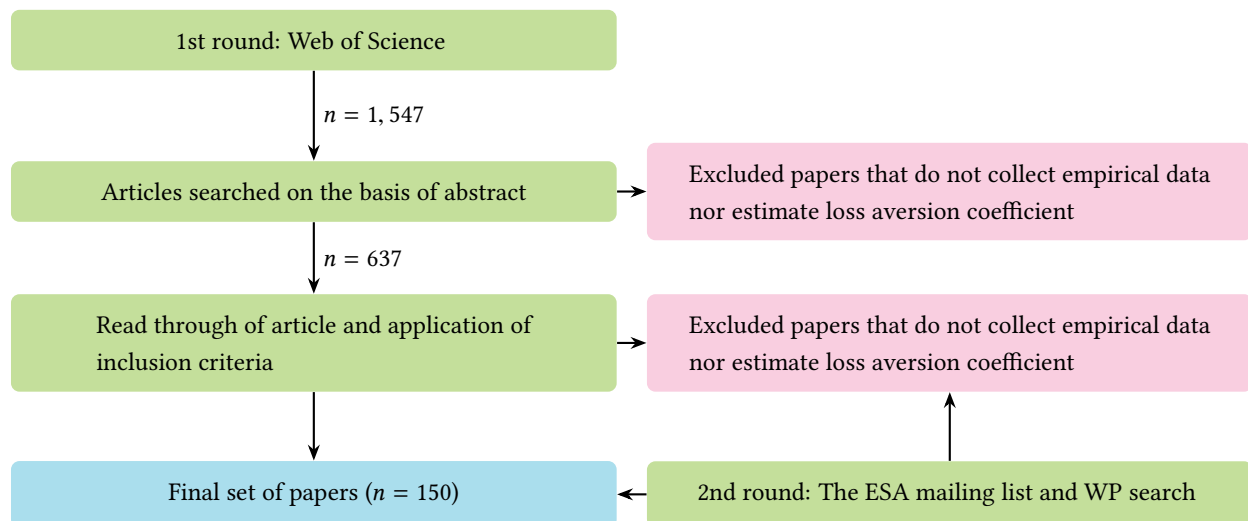 1st round: Web of Science
n = 1, 547
Articles searched on the basis of abstract
Excluded papers that do not collect empirical data
nor estimate loss aversion coefficient
n = 637
Read through of article and application of
inclusion criteria
Excluded papers that do not collect empirical data
nor estimate loss aversion coefficient
Final set of papers (n = 150)
2nd round: The ESA mailing list and WP search